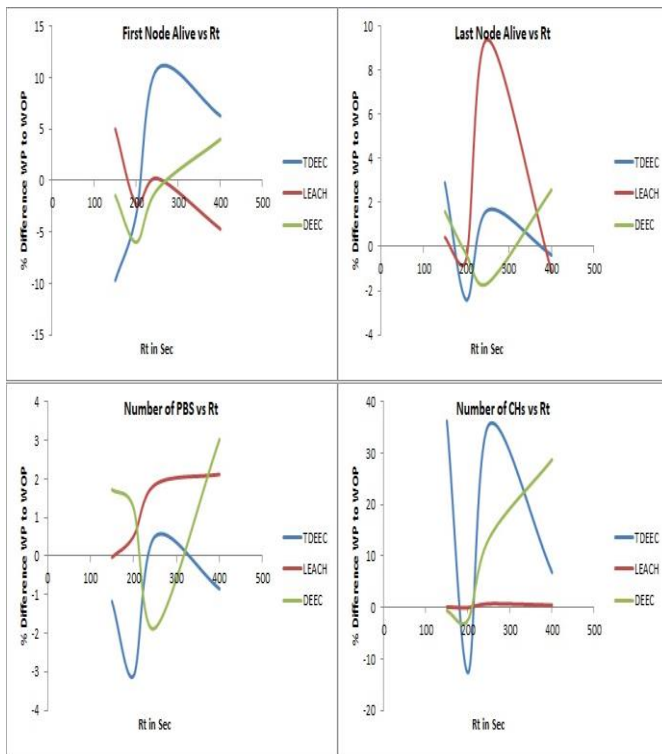 First Node Alive vs Rt
% Difference WP to WOP
15
10
5
0
-5
-10
-15
0 100 200 300 400 500
Rt in Sec
TDEEC
LEACH
DEEC
Last Node Alive vs Rt
% Difference WP to WOP
10
8
6
4
2
0
-2
-4
0 100 200 300 400 500
Rt in Sec
TDEEC
LEACH
DEEC
Number of PBS vs Rt
% Difference WP to WOP
4
3
2
1
0
-1
-2
-3
-4
0 100 200 300 400 500
Rt in Sec
TDEEC
LEACH
DEEC
Number of CHs vs Rt
% Difference WP to WOP
40
30
20
10
0
-10
-20
0 100 200 300 400 500
Rt in Sec
TDEEC
LEACH
DEEC